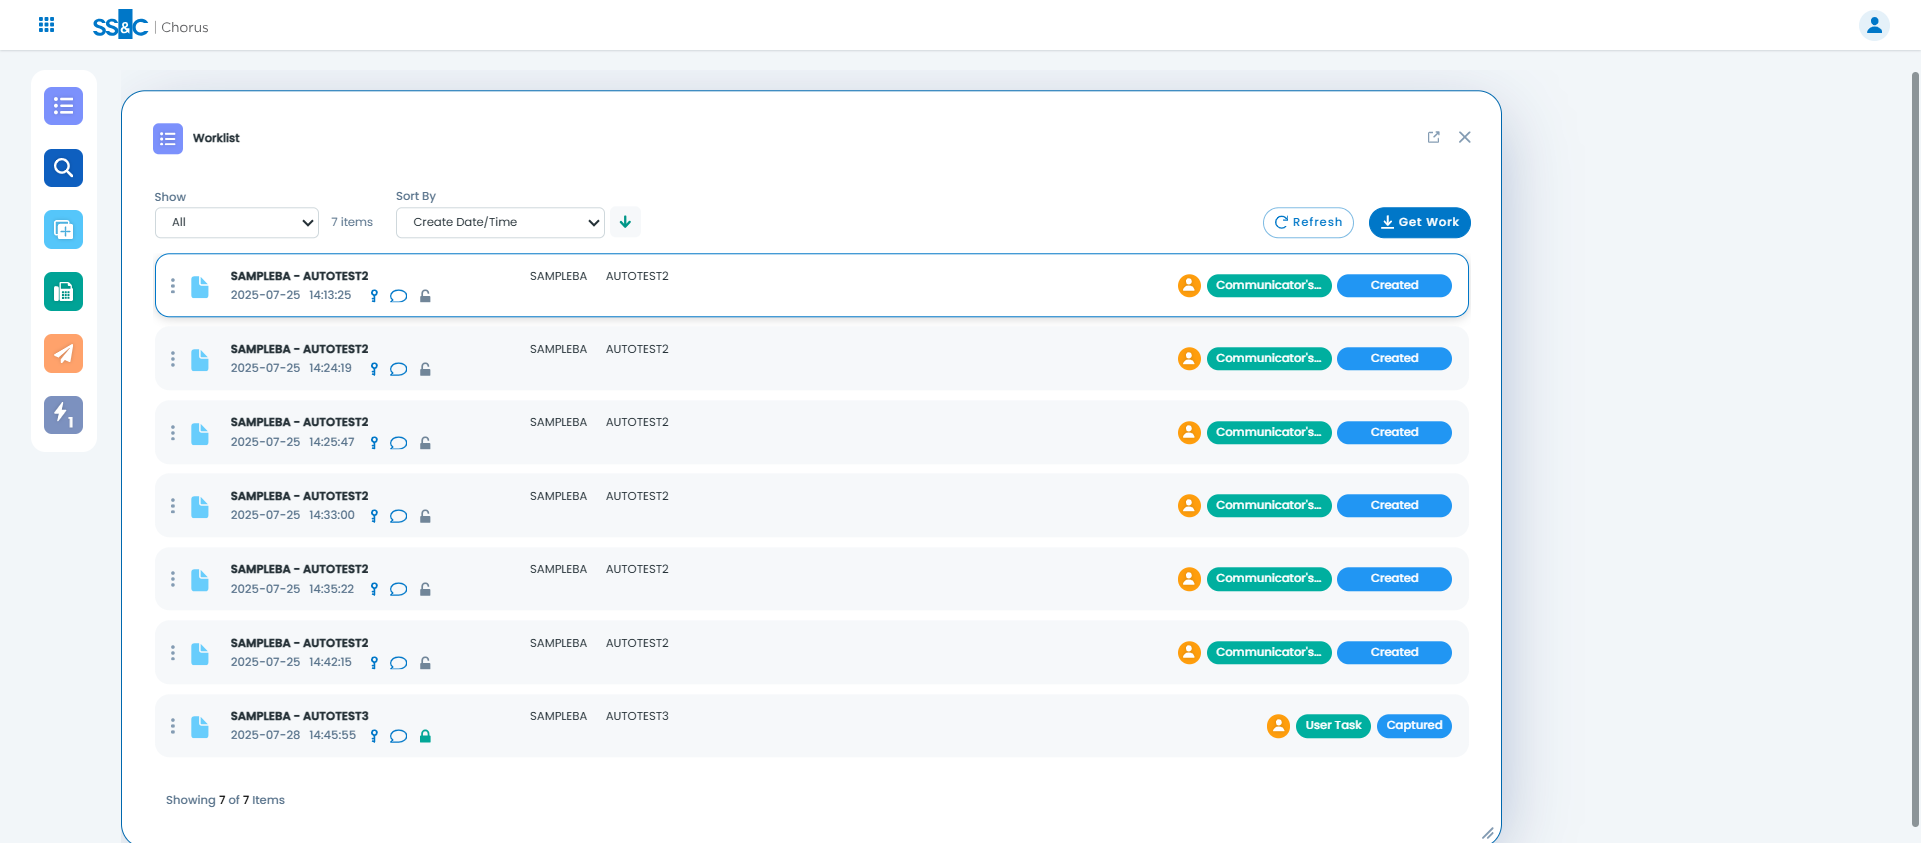 SS&C | Chorus
1
Worklist
Show
Sort By
All
7 items
Create Date/Time
Refresh
Get Work
SAMPLEBA - AUTOTEST2 SAMPLEBA AUTOTEST2
2025-07-25 14:13:25
Communicator's... Created
SAMPLEBA - AUTOTEST2 SAMPLEBA AUTOTEST2
2025-07-25 14:24:19
Communicator's... Created
SAMPLEBA - AUTOTEST2 SAMPLEBA AUTOTEST2
2025-07-25 14:25:47
Communicator's... Created
SAMPLEBA - AUTOTEST2 SAMPLEBA AUTOTEST2
2025-07-25 14:33:00
Communicator's... Created
SAMPLEBA - AUTOTEST2 SAMPLEBA AUTOTEST2
2025-07-25 14:35:22
Communicator's... Created
SAMPLEBA - AUTOTEST2 SAMPLEBA AUTOTEST2
2025-07-25 14:42:15
Communicator's... Created
SAMPLEBA - AUTOTEST3 SAMPLEBA AUTOTEST3
2025-07-28 14:45:55
User Task Captured
Showing 7 of 7 Items